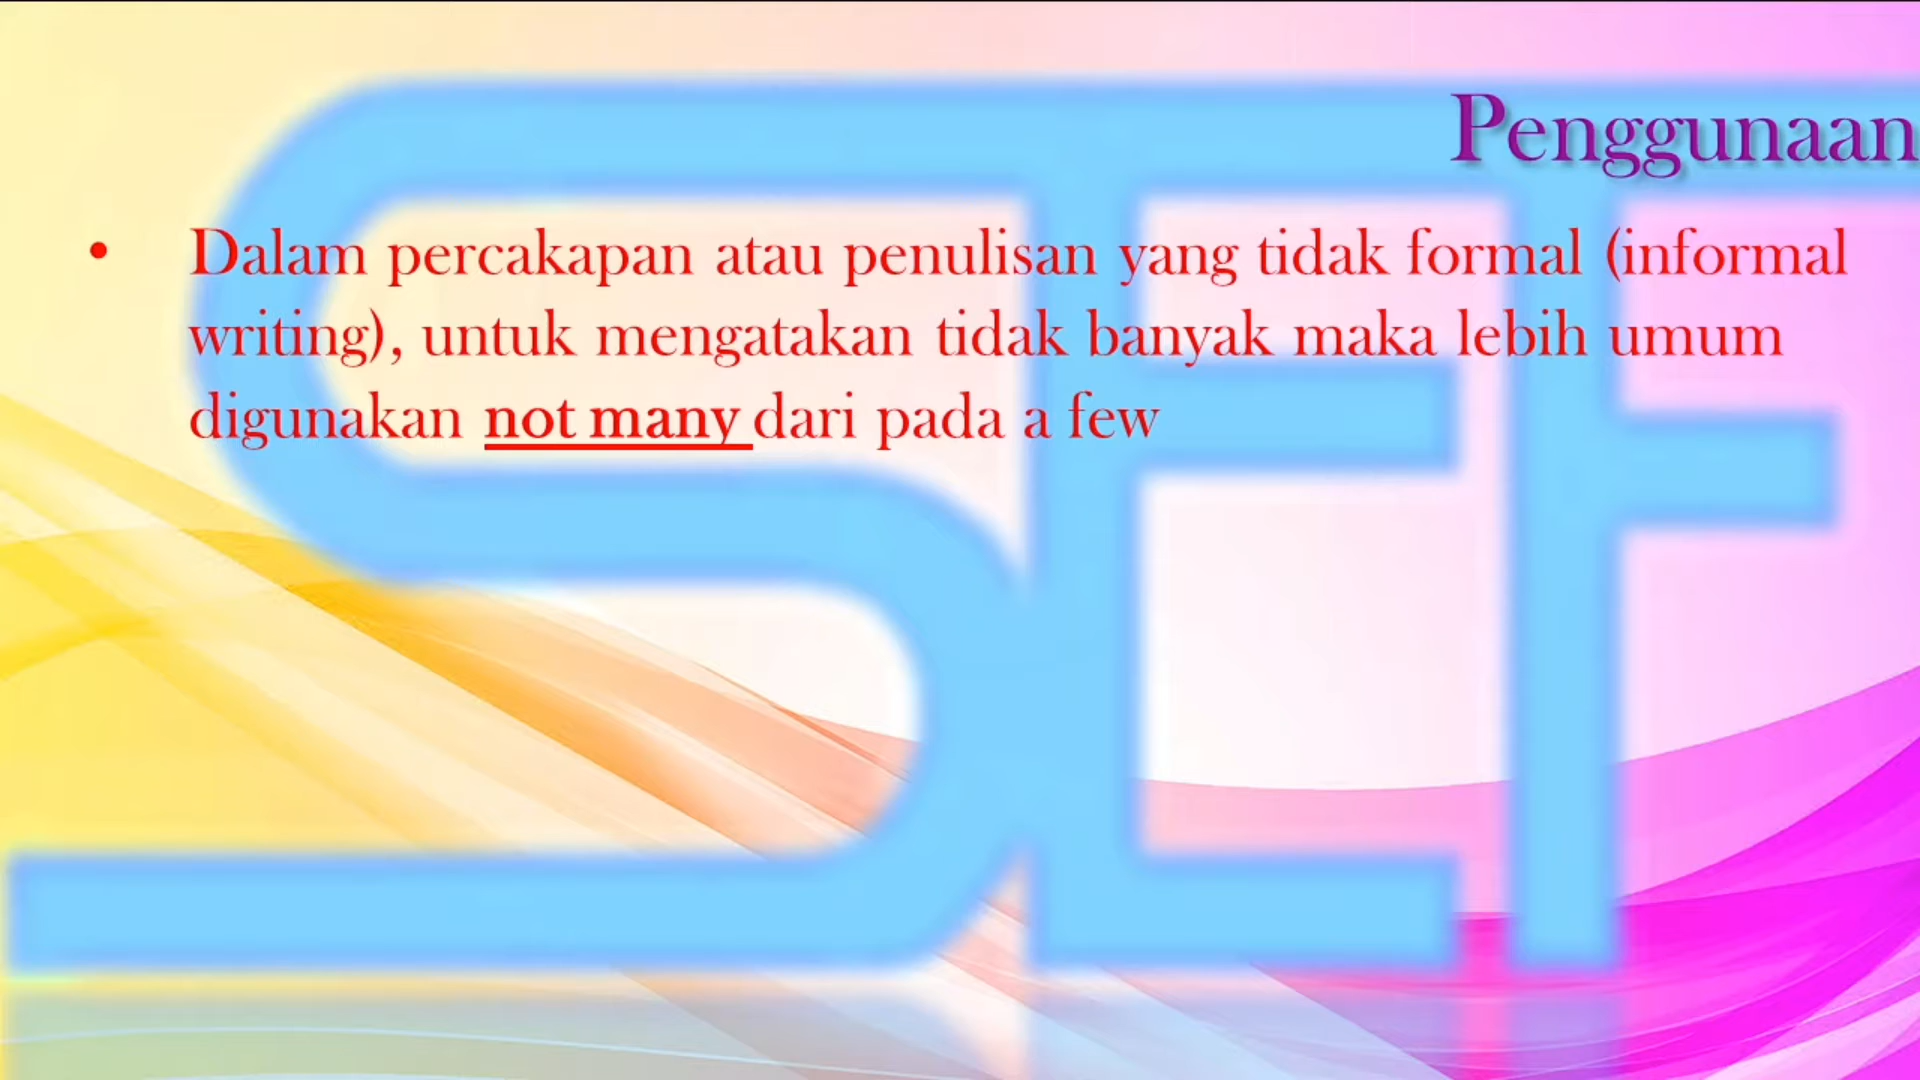 Penggunaan
• Dalam percakapan atau penulisan yang tidak formal (informal
writing), untuk mengatakan tidak banyak maka lebih umum
digunakan not many dari pada a few
SEF